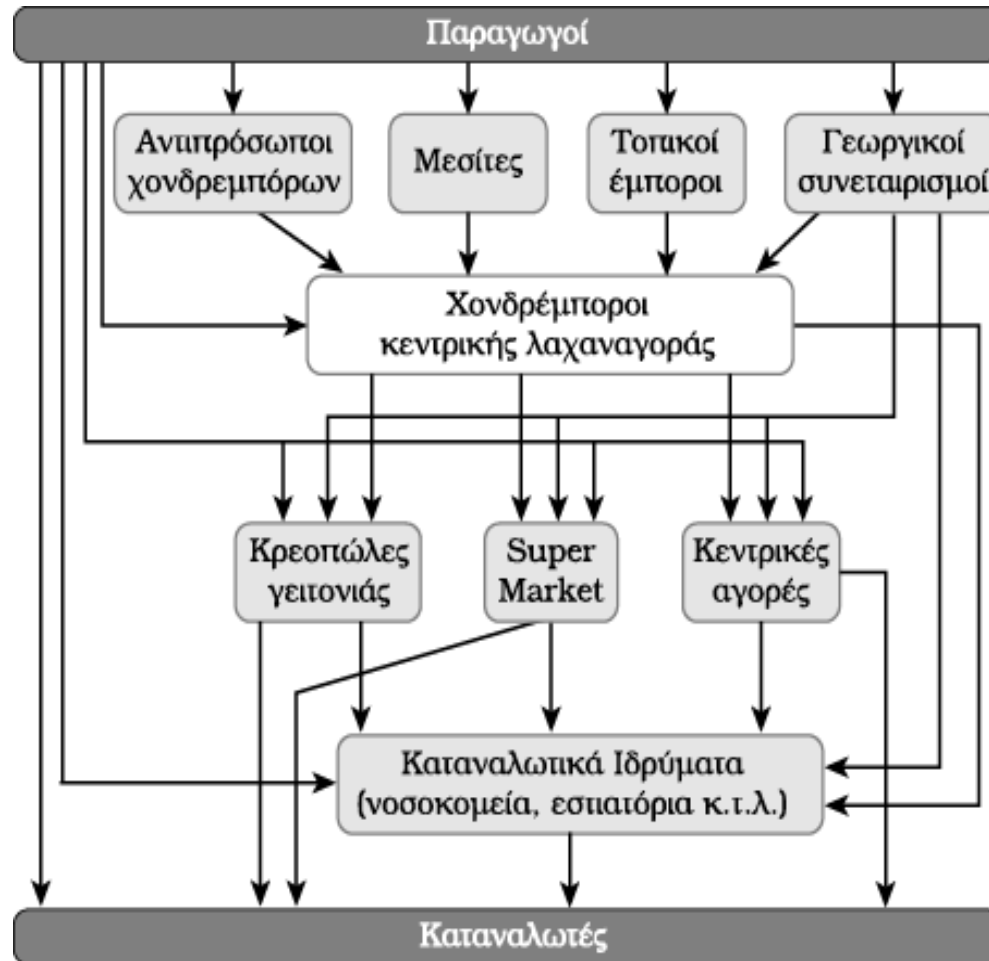 Παραγωγοί
Αντιπρόσωποι
χονδρεμπόρων
Μεσίτες
Τοπικοί
έμποροι
Γεωργικοί
συνεταιρισμοί
Χονδρέμποροι
κεντρικής λαχαναγοράς
Κρεοπώλες
γειτονιάς
Super
Market
Κεντρικές
αγορές
Καταναλωτικά Ιδρύματα
(νοσοκομεία, εστιατόρια κ.τ.λ.)
Καταναλωτές